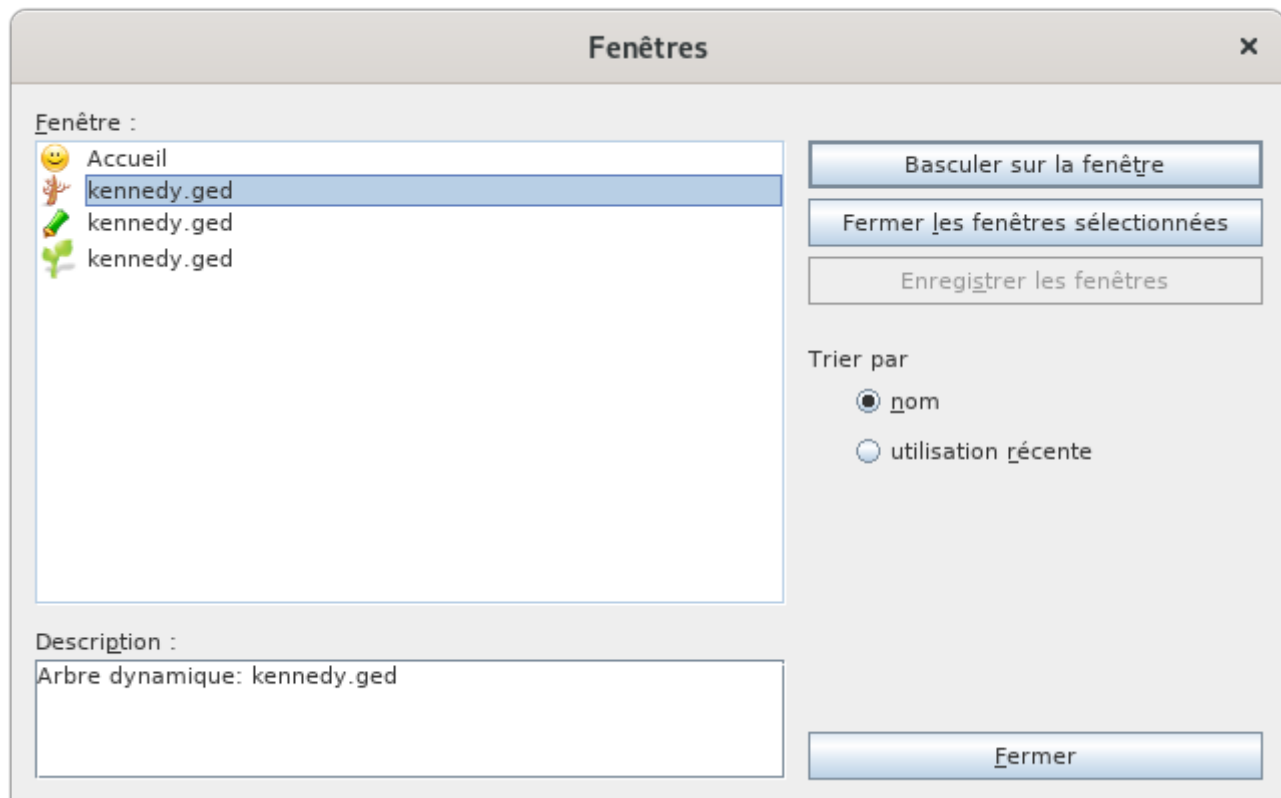 Fenêtres
Fenêtre :
Accueil
kennedy.ged
kennedy.ged
kennedy.ged
Basculer sur la fenêtre
Fermer les fenêtres sélectionnées
Enregistrer les fenêtres
Trier par
nom
utilisation récente
Description :
Arbre dynamique: kennedy.ged
Fermer